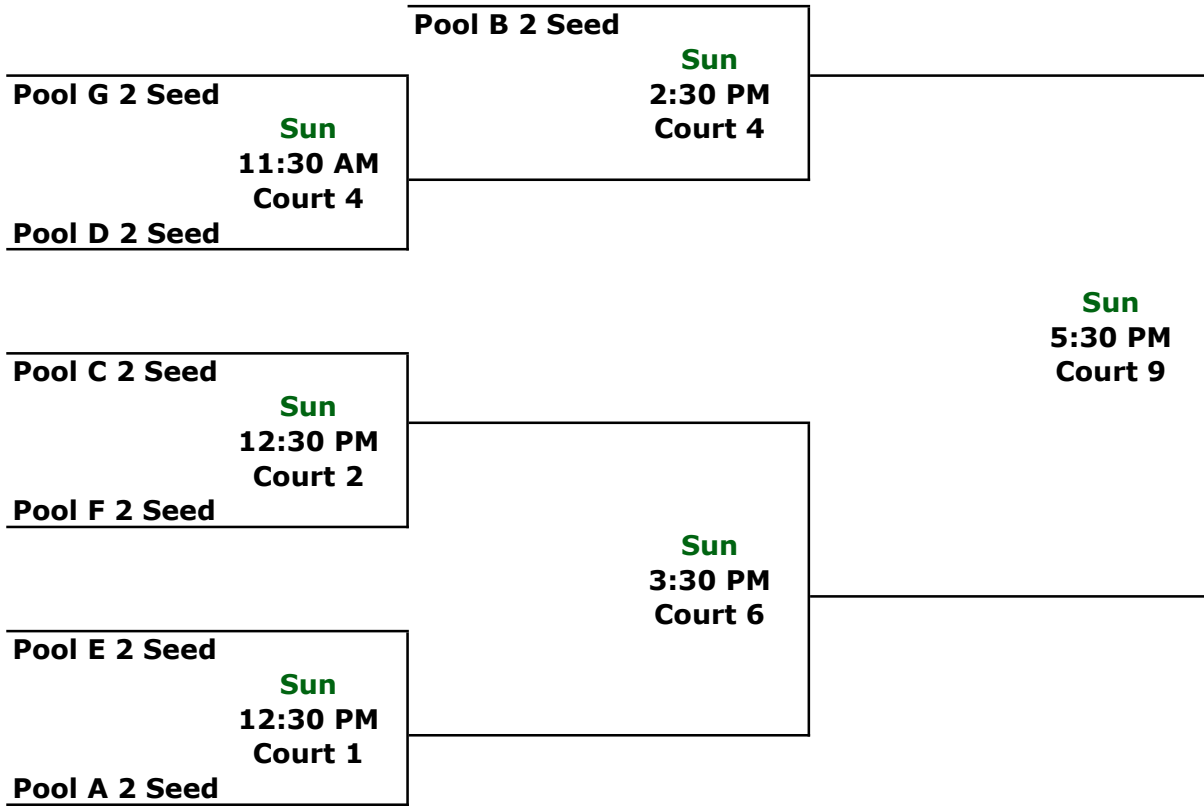 Pool B 2 Seed
Sun
2:30 PM
Court 4
Pool G 2 Seed
Sun
11:30 AM
Court 4
Pool D 2 Seed
Sun
5:30 PM
Court 9
Pool C 2 Seed
Sun
12:30 PM
Court 2
Pool F 2 Seed
Sun
3:30 PM
Court 6
Pool E 2 Seed
Sun
12:30 PM
Court 1
Pool A 2 Seed